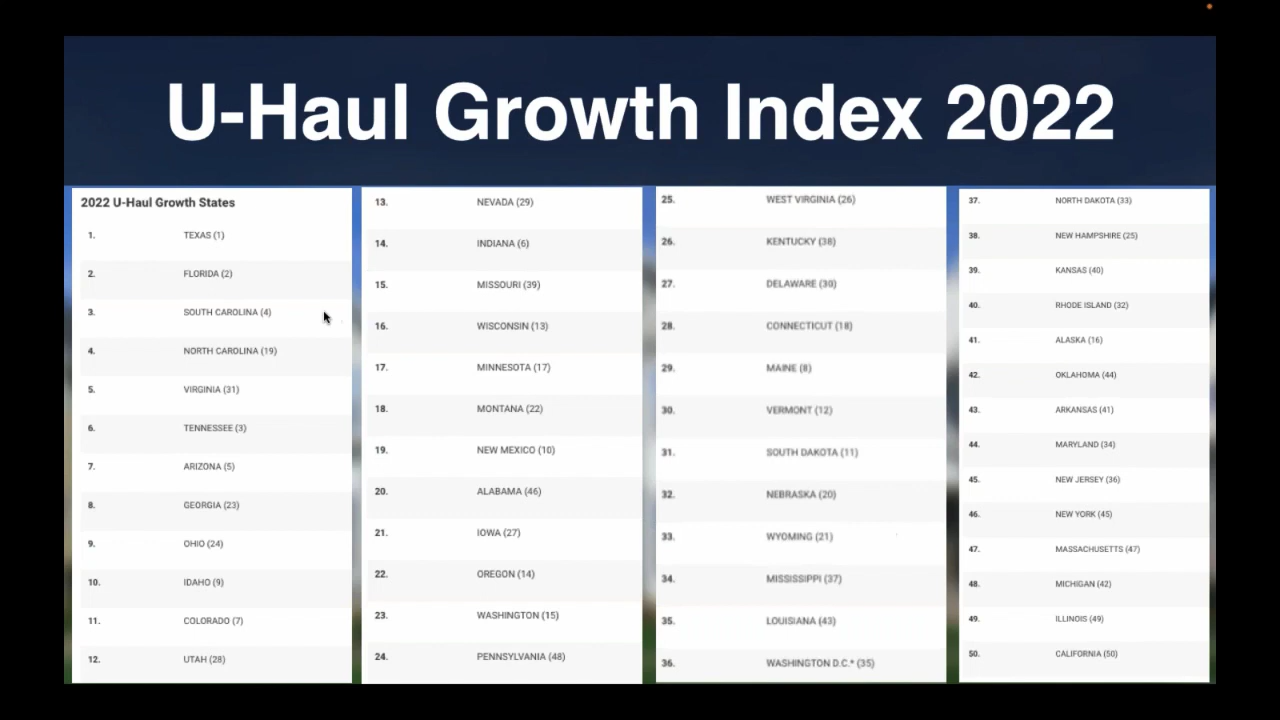 U-Haul Growth Index 2022
2022 U-Haul Growth States
1. TEXAS (1)
2. FLORIDA (2)
3. SOUTH CAROLINA (4)
4. NORTH CAROLINA (19)
5. VIRGINIA (31)
6. TENNESSEE (3)
7. ARIZONA (5)
8. GEORGIA (23)
9. OHIO (24)
10. IDAHO (9)
11. COLORADO (7)
12. UTAH (28)
13. NEVADA (29)
14. INDIANA (6)
15. MISSOURI (39)
16. WISCONSIN (13)
17. MINNESOTA (17)
18. MONTANA (22)
19. NEW MEXICO (10)
20. ALABAMA (46)
21. IOWA (27)
22. OREGON (14)
23. WASHINGTON (15)
24. PENNSYLVANIA (48)
25. WEST VIRGINIA (26)
26. KENTUCKY (38)
27. DELAWARE (30)
28. CONNECTICUT (18)
29. MAINE (8)
30. VERMONT (12)
31. SOUTH DAKOTA (11)
32. NEBRASKA (20)
33. WYOMING (21)
34. MISSISSIPPI (37)
35. LOUISIANA (43)
36. WASHINGTON D.C.* (35)
37. NORTH DAKOTA (33)
38. NEW HAMPSHIRE (25)
39. KANSAS (40)
40. RHODE ISLAND (32)
41. ALASKA (16)
42. OKLAHOMA (44)
43. ARKANSAS (41)
44. MARYLAND (34)
45. NEW JERSEY (36)
46. NEW YORK (45)
47. MASSACHUSETTS (47)
48. MICHIGAN (42)
49. ILLINOIS (49)
50. CALIFORNIA (50)